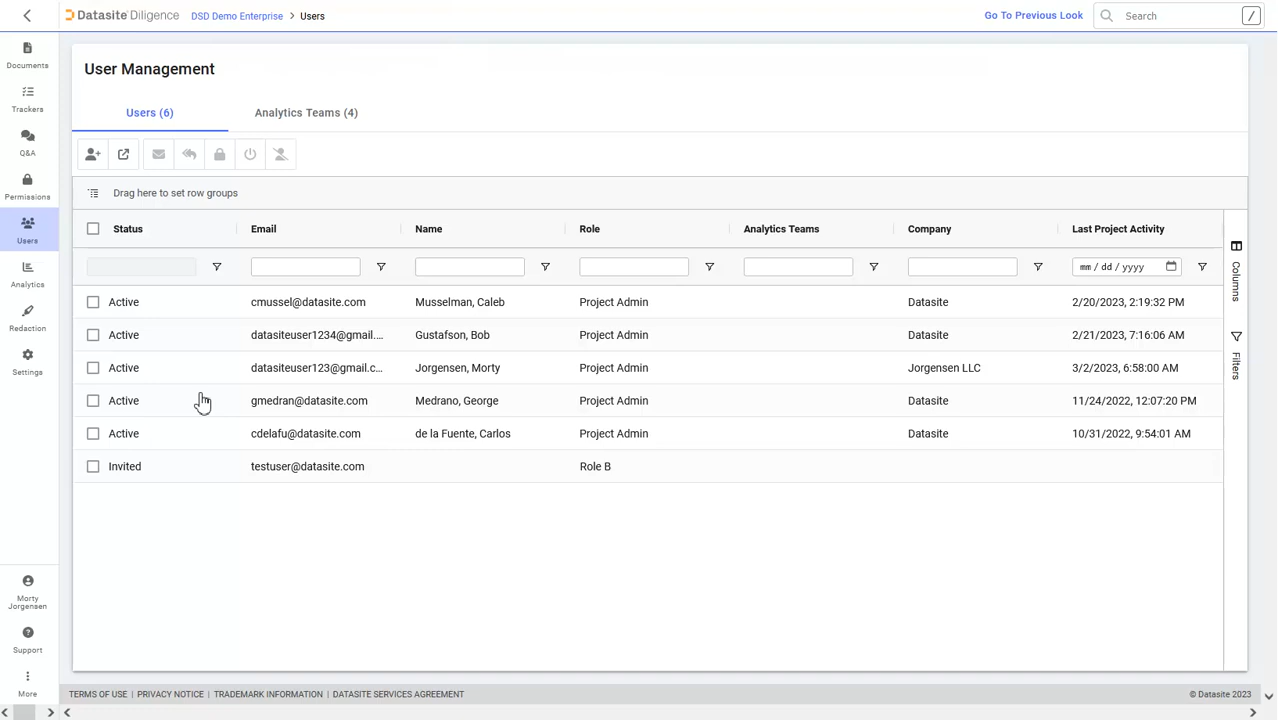 Datasite Diligence DSD Demo Enterprise > Users Go To Previous Look Search /
Documents
Trackers
Q&A
Permissions
Users
Analytics
Redaction
Settings
Morty
Jorgensen
Support
More
User Management
Users (6) Analytics Teams (4)
Drag here to set row groups
Status Email Name Role Analytics Teams Company Last Project Activity
mm / dd / yyyy
Active cmussel@datasite.com Musselman, Caleb Project Admin Datasite 2/20/2023, 2:19:32 PM
Active datasiteuser1234@gmail.... Gustafson, Bob Project Admin Datasite 2/21/2023, 7:16:06 AM
Active datasiteuser123@gmail.c... Jorgensen, Morty Project Admin Jorgensen LLC 3/2/2023, 6:58:00 AM
Active gmedran@datasite.com Medrano, George Project Admin Datasite 11/24/2022, 12:07:20 PM
Active cdelafu@datasite.com de la Fuente, Carlos Project Admin Datasite 10/31/2022, 9:54:01 AM
Invited testuser@datasite.com Role B
Columns
Filters
TERMS OF USE | PRIVACY NOTICE | TRADEMARK INFORMATION | DATASITE SERVICES AGREEMENT © Datasite 2023